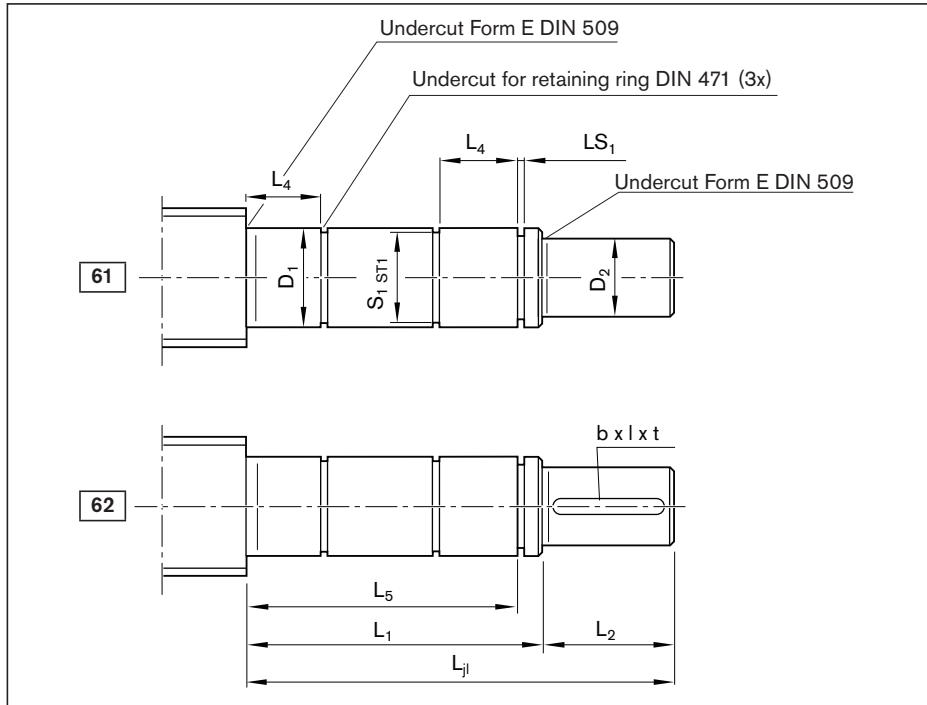 Undercut Form E DIN 509
Undercut for retaining ring DIN 471 (3x)
L4
LS1
L4
Undercut Form E DIN 509
61
D1
S1 ST1
D2
b x l x t
62
L5
L1
L2
Ljl